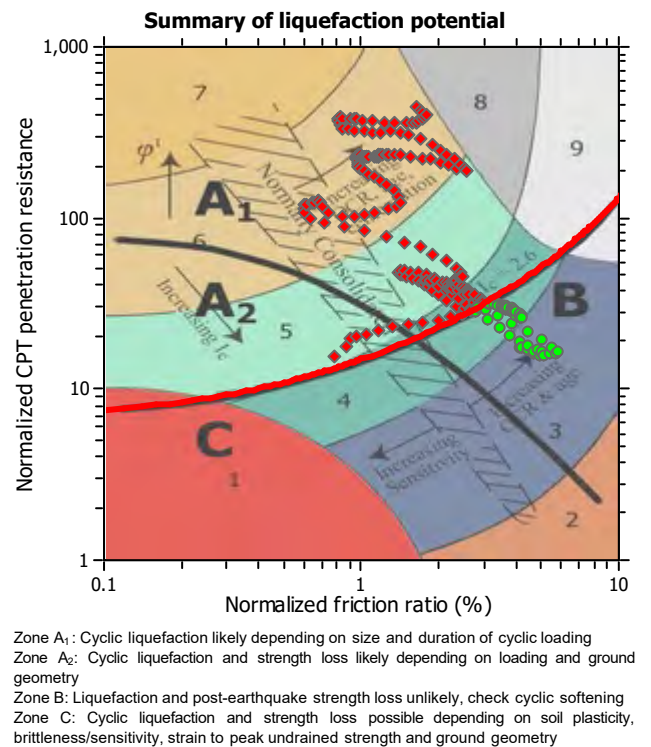 Summary of liquefaction potential
1,000
100
10
1
Normalized CPT penetration resistance
7
8
9
φ'
A1
Increasing
Normally Consolidated
6
A2
Increasing Ic
5
Ic = 2.6
B
4
Increasing
OCR & age
3
C
1
Increasing
Sensitivity
2
0.1
1
10
Normalized friction ratio (%)
Zone A1: Cyclic liquefaction likely depending on size and duration of cyclic loading
Zone A2: Cyclic liquefaction and strength loss likely depending on loading and ground
geometry
Zone B: Liquefaction and post-earthquake strength loss unlikely, check cyclic softening
Zone C: Cyclic liquefaction and strength loss possible depending on soil plasticity,
brittleness/sensitivity, strain to peak undrained strength and ground geometry